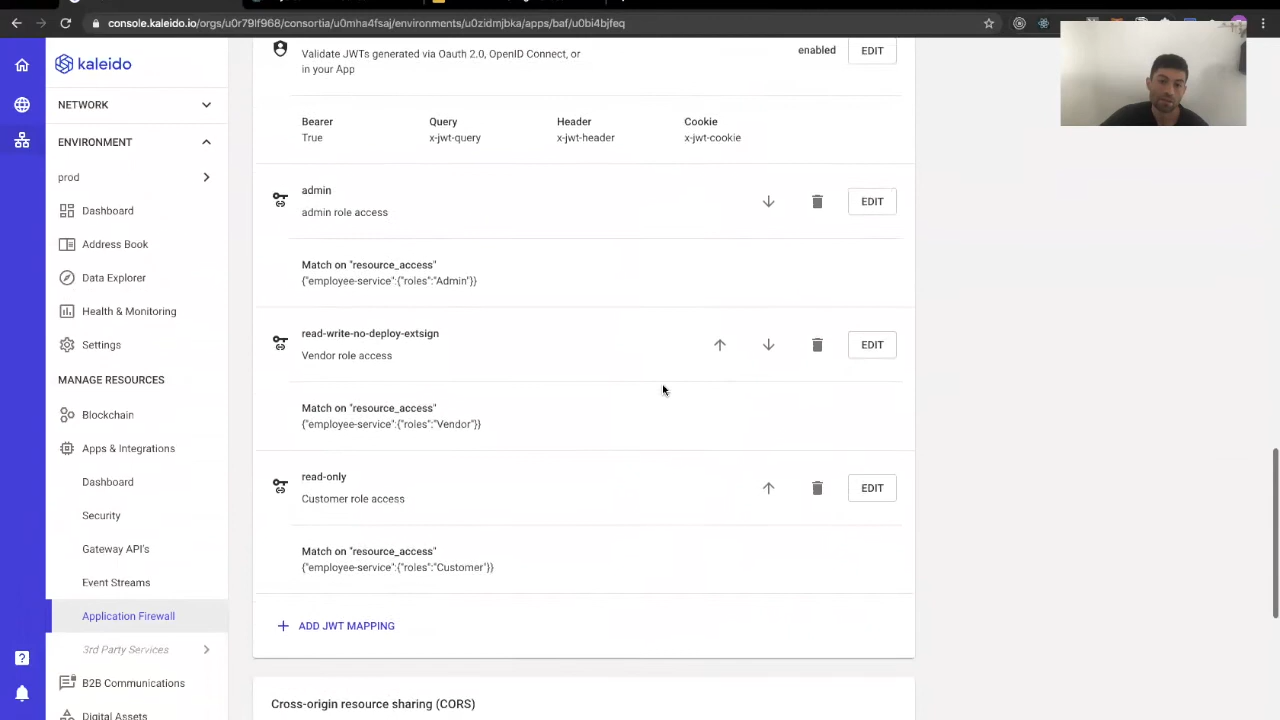 console.kaleido.io/orgs/u0r79lf968/consortia/u0mha4fsaj/environments/u0zidmjbka/apps/baf/u0bi4bjfeq
kaleido
NETWORK
ENVIRONMENT
prod
Dashboard
Address Book
Data Explorer
Health & Monitoring
Settings
MANAGE RESOURCES
Blockchain
Apps & Integrations
Dashboard
Security
Gateway API's
Event Streams
Application Firewall
3rd Party Services
B2B Communications
Digital Assets
Validate JWTs generated via Oauth 2.0, OpenID Connect, or
in your App
enabled
EDIT
Bearer
True
Query
x-jwt-query
Header
x-jwt-header
Cookie
x-jwt-cookie
admin
admin role access
EDIT
Match on "resource_access"
{"employee-service":{"roles":"Admin"}}
read-write-no-deploy-extsign
Vendor role access
EDIT
Match on "resource_access"
{"employee-service":{"roles":"Vendor"}}
read-only
Customer role access
EDIT
Match on "resource_access"
{"employee-service":{"roles":"Customer"}}
+ ADD JWT MAPPING
Cross-origin resource sharing (CORS)